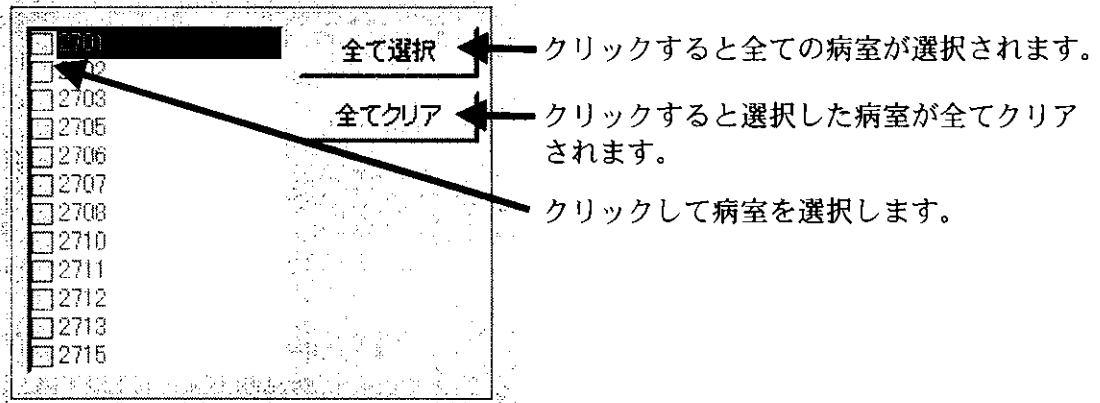 2701
2702
2703
2705
2706
2707
2708
2710
2711
2712
2713
2715
全て選択
全てクリア
クリックすると全ての病室が選択されます。
クリックすると選択した病室が全てクリア
されます。
クリックして病室を選択します。